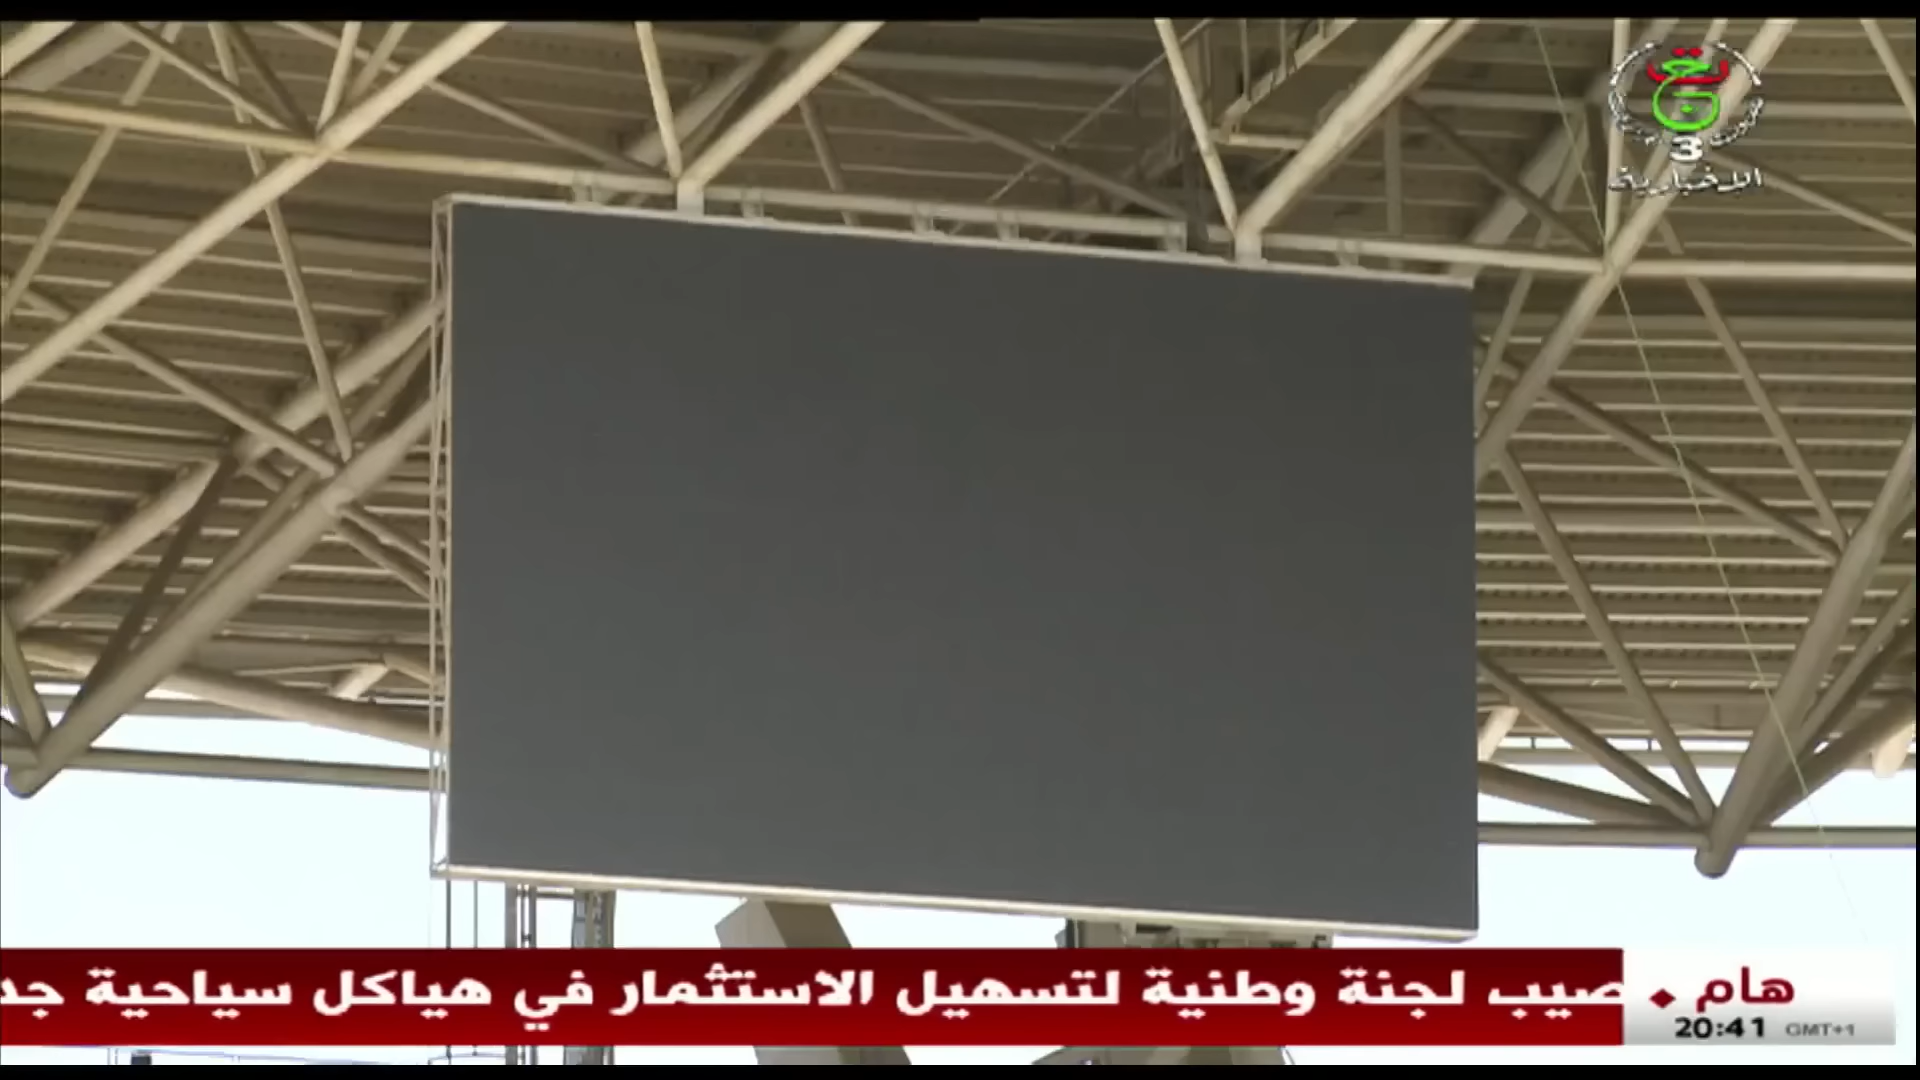 3
الإخبارية
صيب لجنة وطنية لتسهيل الاستثمار في هياكل سياحية جد
هام
20:41 GMT+1